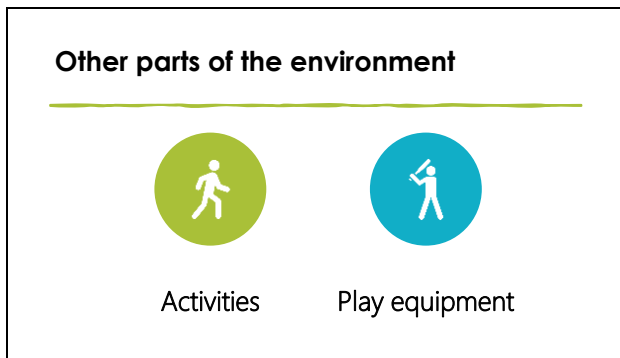 Other parts of the environment
Activities
Play equipment